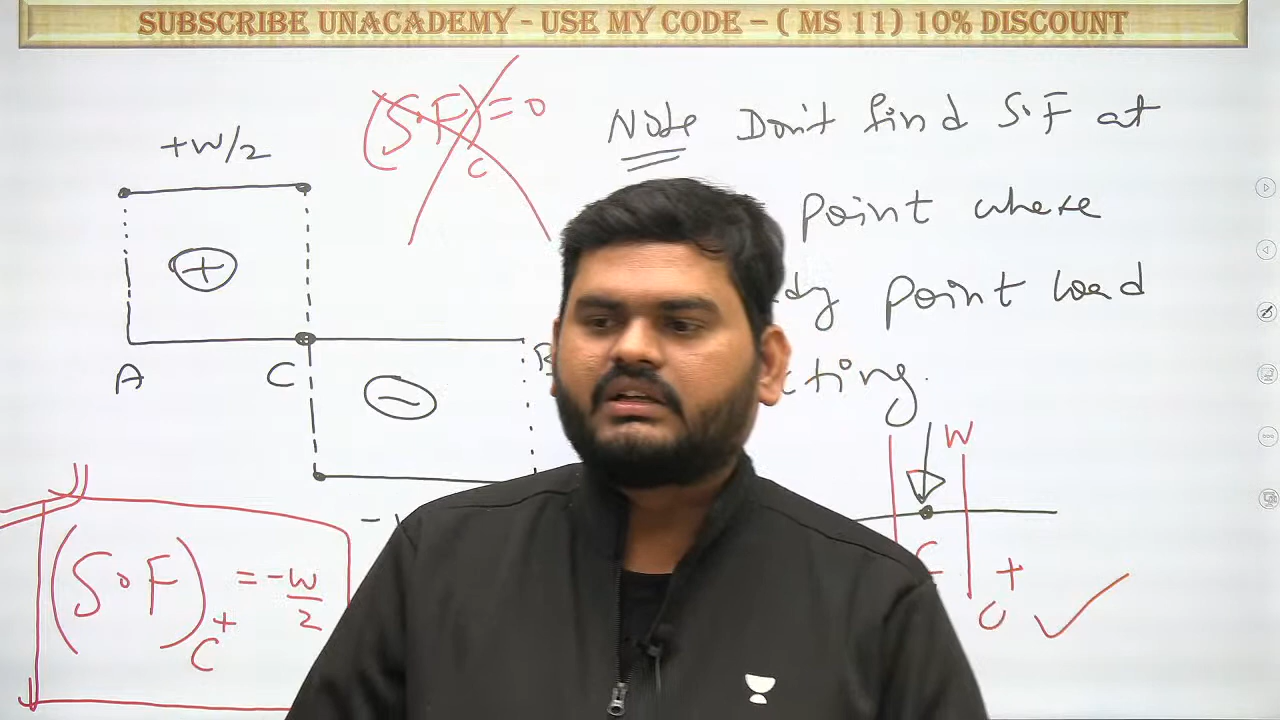 SUBSCRIBE UNACADEMY - USE MY CODE – ( MS 11) 10% DISCOUNT
+W/2
(S.F)c = 0
Note Don't find S.F at
point where
point load
cting.
+
A
C
B
-
W
(S.F)c+ = -w/2
C+